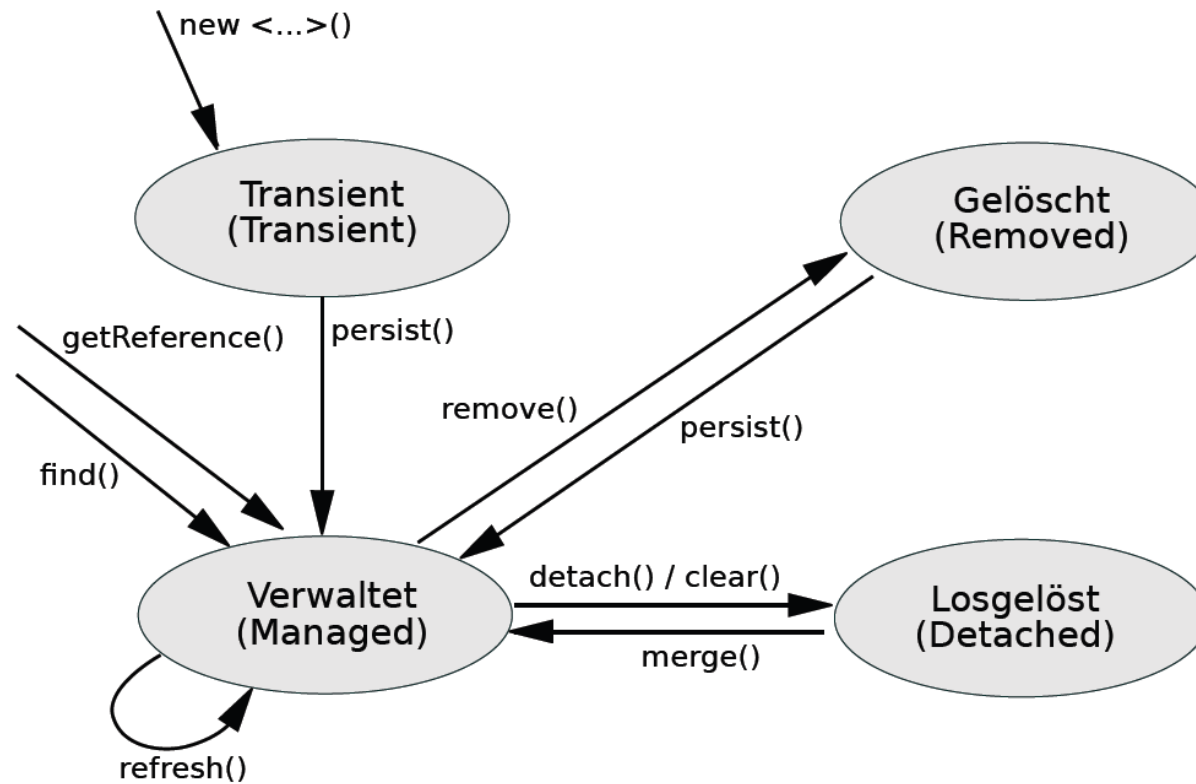 new <...>()
Transient
(Transient)
Gelöscht
(Removed)
getReference()
persist()
remove()
persist()
find()
Verwaltet
(Managed)
detach() / clear()
merge()
Losgelöst
(Detached)
refresh()